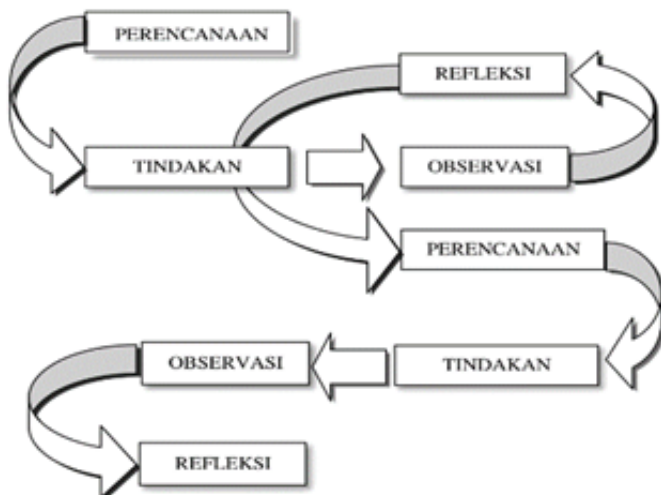 PERENCANAAN
REFLEKSI
TINDAKAN
OBSERVASI
PERENCANAAN
OBSERVASI
TINDAKAN
REFLEKSI